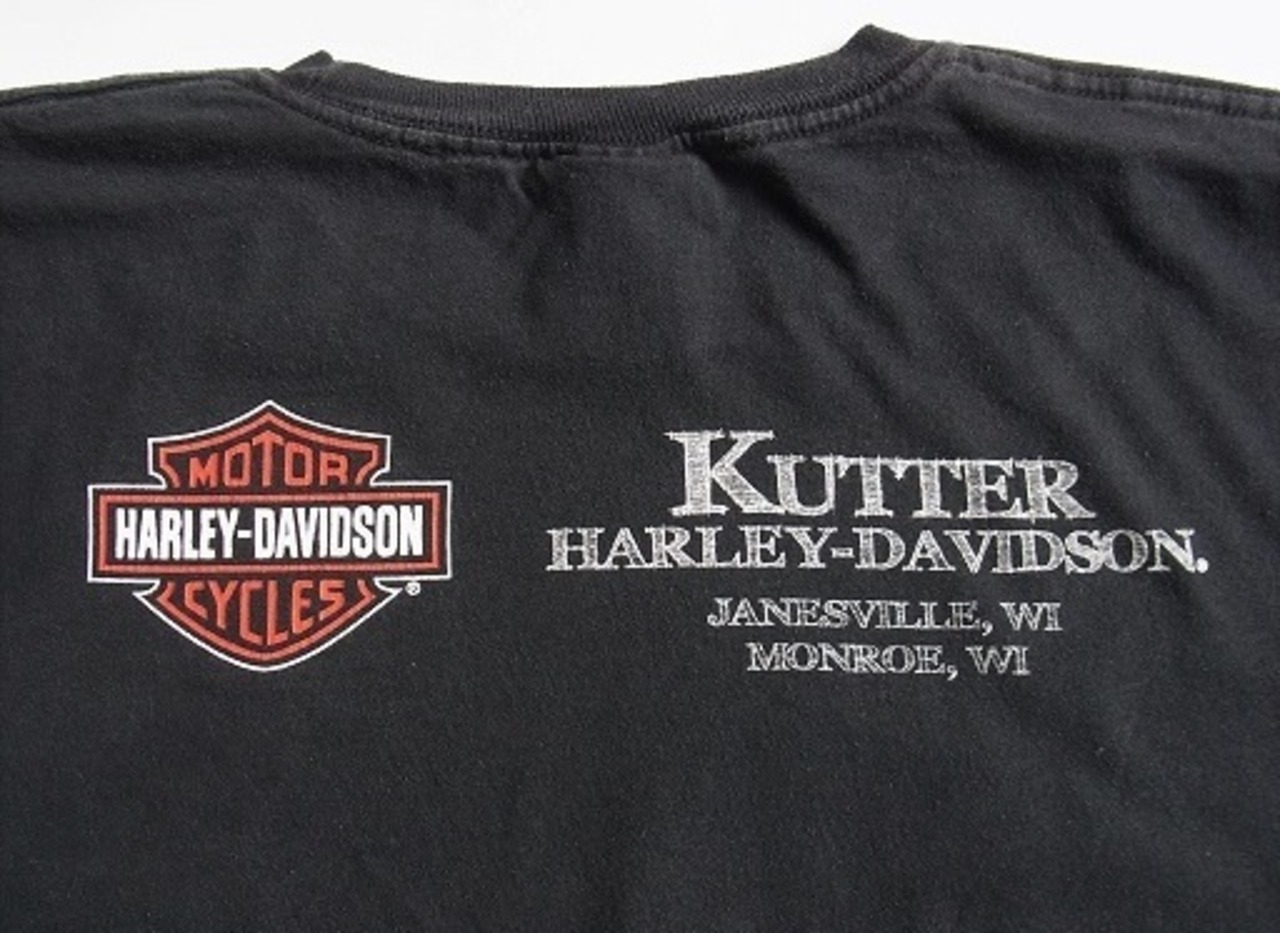 MOTOR
HARLEY-DAVIDSON
CYCLES
®
KUTTER
HARLEY-DAVIDSON.
JANESVILLE, WI
MONROE, WI